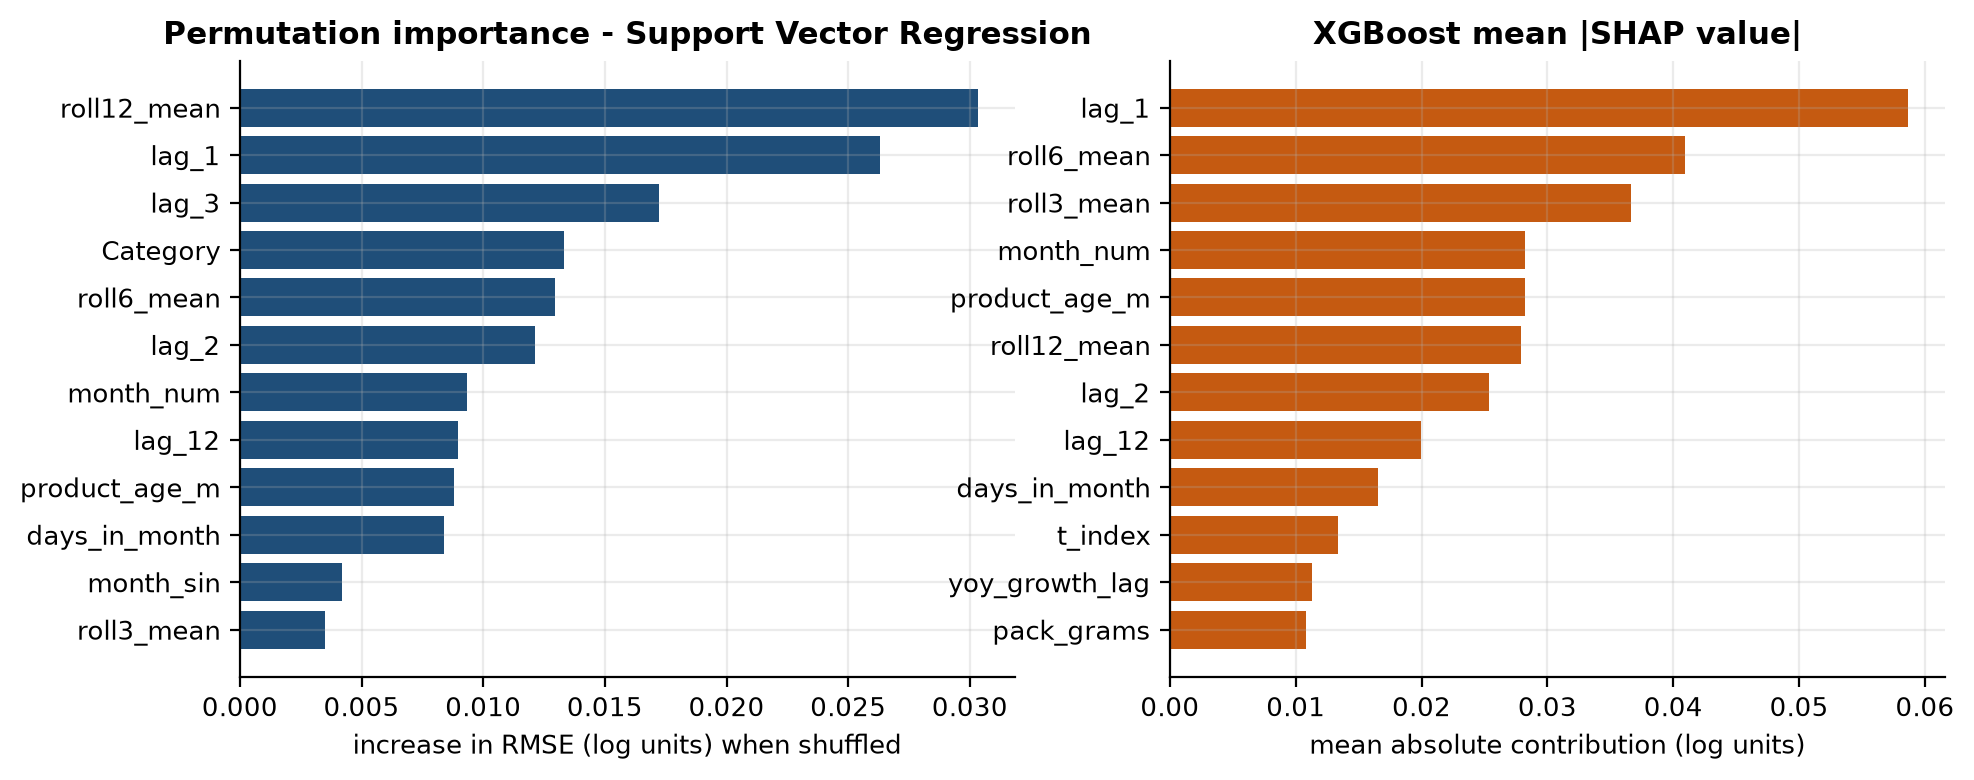 Permutation importance - Support Vector Regression
roll12_mean
lag_1
lag_3
Category
roll6_mean
lag_2
month_num
lag_12
product_age_m
days_in_month
month_sin
roll3_mean
0.000 0.005 0.010 0.015 0.020 0.025 0.030
increase in RMSE (log units) when shuffled
XGBoost mean |SHAP value|
lag_1
roll6_mean
roll3_mean
month_num
product_age_m
roll12_mean
lag_2
lag_12
days_in_month
t_index
yoy_growth_lag
pack_grams
0.00 0.01 0.02 0.03 0.04 0.05 0.06
mean absolute contribution (log units)